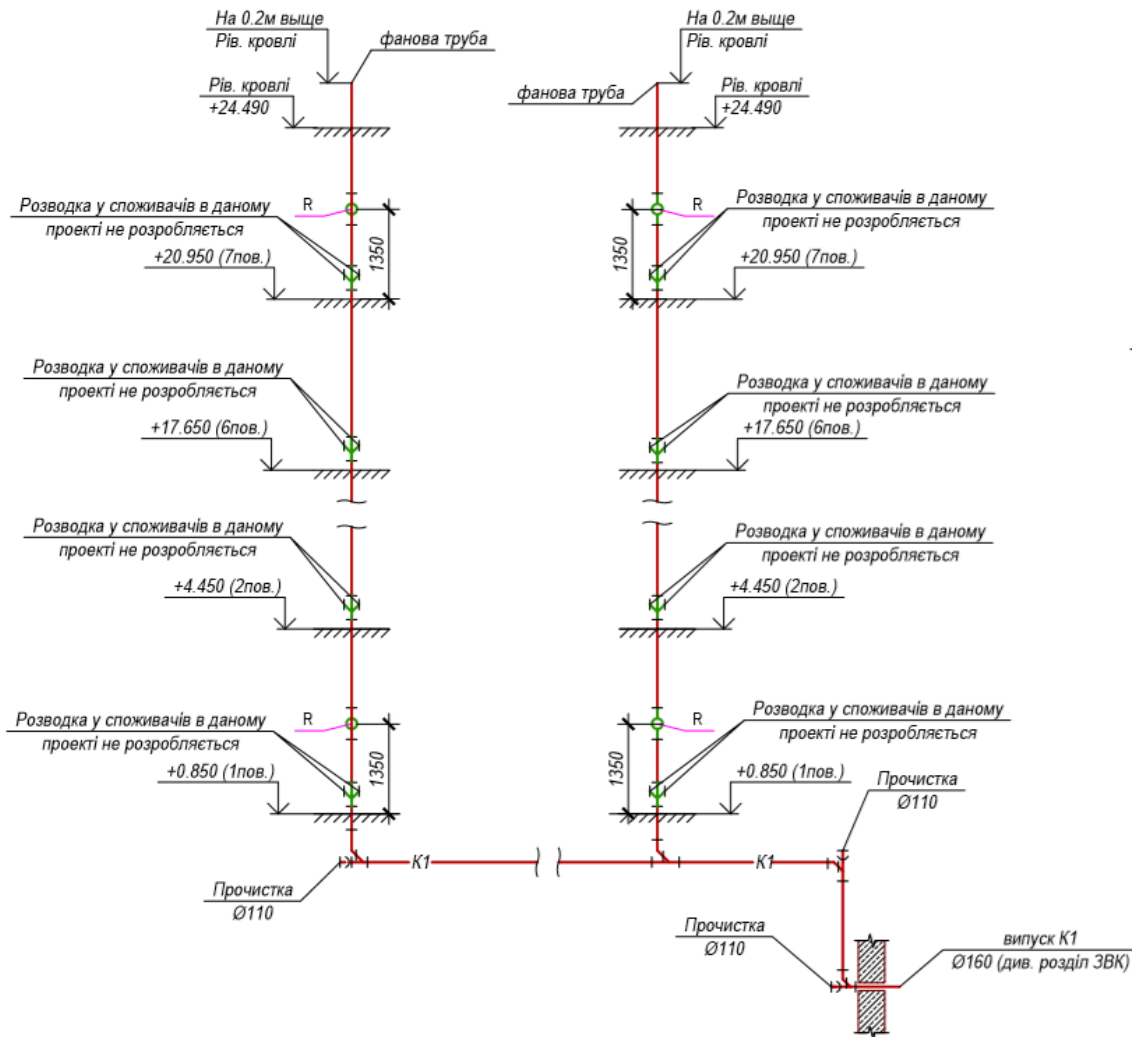 На 0.2м выще
Рів. кровлі
фанова труба
На 0.2м выще
Рів. кровлі
фанова труба
Рів. кровлі
+24.490
Рів. кровлі
+24.490
Розводка у споживачів в даному
проекті не розробляється
R
1350
+20.950 (7пов.)
1350
R
Розводка у споживачів в даному
проекті не розробляється
+20.950 (7пов.)
Розводка у споживачів в даному
проекті не розробляється
+17.650 (6пов.)
Розводка у споживачів в даному
проекті не розробляється
+17.650 (6пов.)
Розводка у споживачів в даному
проекті не розробляється
+4.450 (2пов.)
Розводка у споживачів в даному
проекті не розробляється
+4.450 (2пов.)
Розводка у споживачів в даному
проекті не розробляється
R
1350
+0.850 (1пов.)
1350
R
Розводка у споживачів в даному
проекті не розробляється
+0.850 (1пов.)
Прочистка
Ø110
К1
К1
Прочистка
Ø110
Прочистка
Ø110
випуск К1
Ø160 (див. розділ ЗВК)